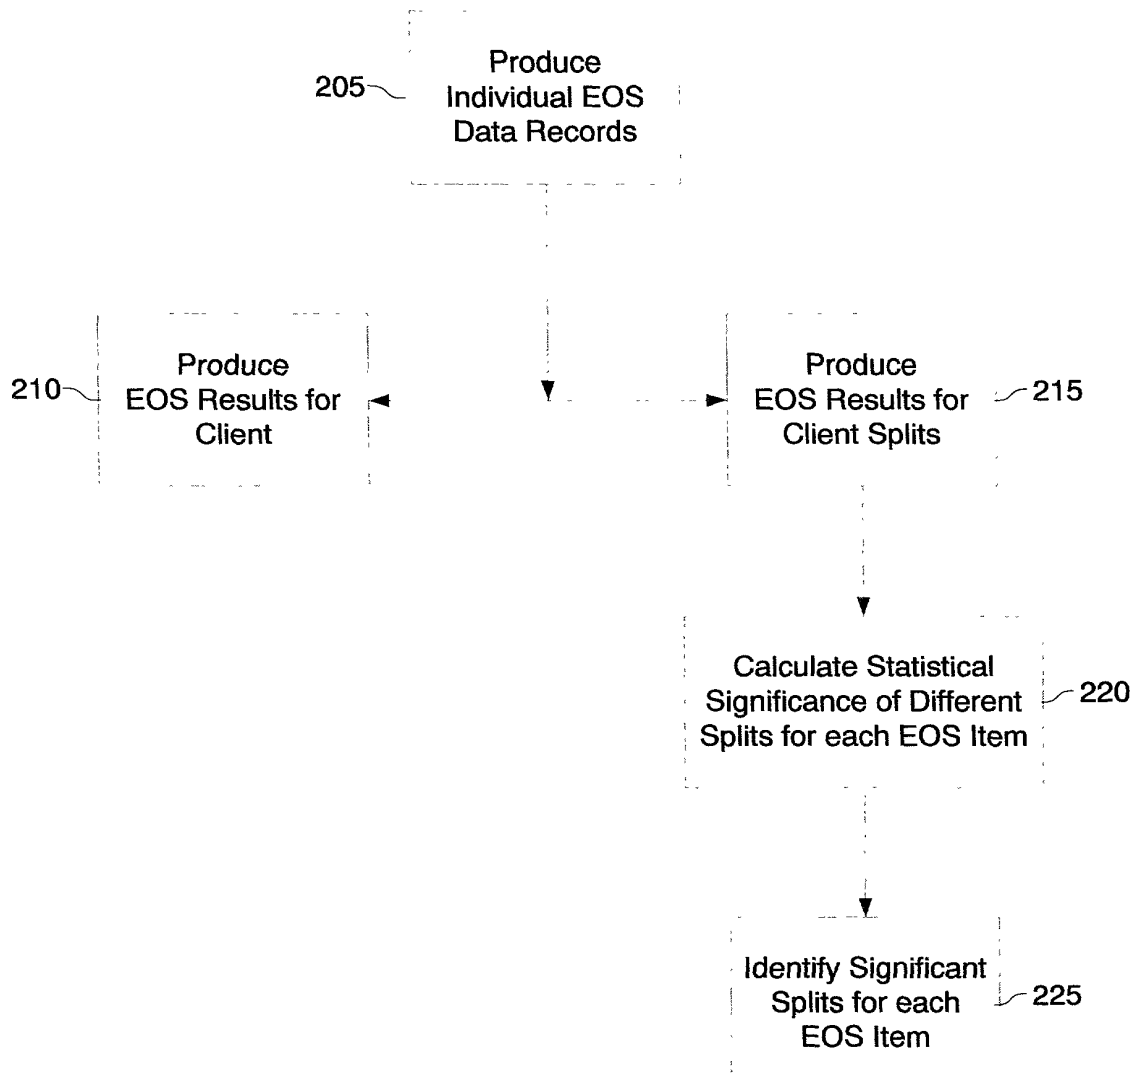 Produce
205
Individual EOS
Data Records
Produce
210
EOS Results for
Client
Produce
EOS Results for
215
Client Splits
Calculate Statistical
Significance of Different
220
Splits for each EOS Item
Identify Significant
Splits for each
225
EOS Item